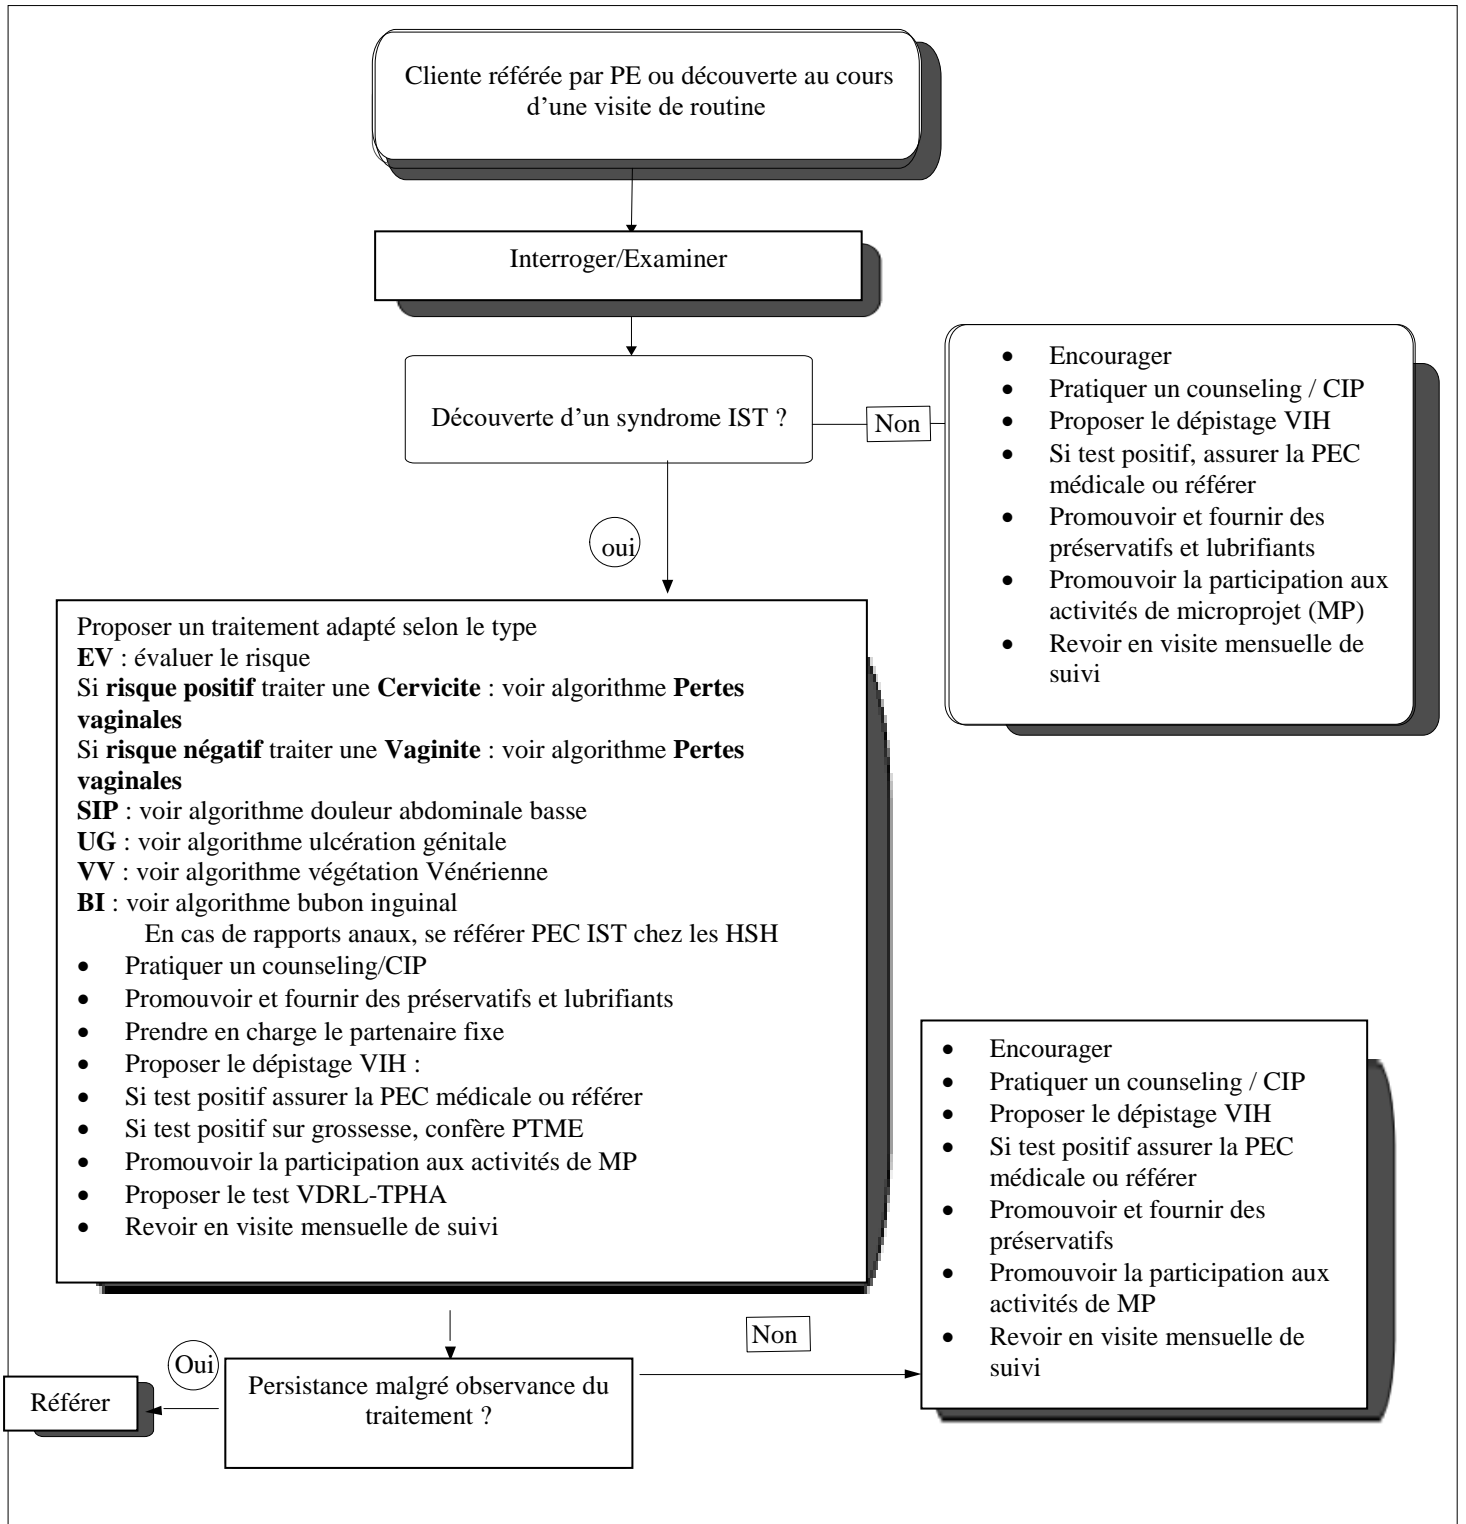 Cliente référée par PE ou découverte au cours
d’une visite de routine
Interroger/Examiner
Découverte d’un syndrome IST ?
Non
• Encourager
• Pratiquer un counseling / CIP
• Proposer le dépistage VIH
• Si test positif, assurer la PEC
médicale ou référer
• Promouvoir et fournir des
préservatifs et lubrifiants
• Promouvoir la participation aux
activités de microprojet (MP)
• Revoir en visite mensuelle de
suivi
oui
Proposer un traitement adapté selon le type
EV : évaluer le risque
Si risque positif traiter une Cervicite : voir algorithme Pertes
vaginales
Si risque négatif traiter une Vaginite : voir algorithme Pertes
vaginales
SIP : voir algorithme douleur abdominale basse
UG : voir algorithme ulcération génitale
VV : voir algorithme végétation Vénérienne
BI : voir algorithme bubon inguinal
En cas de rapports anaux, se référer PEC IST chez les HSH
• Pratiquer un counseling/CIP
• Promouvoir et fournir des préservatifs et lubrifiants
• Prendre en charge le partenaire fixe
• Proposer le dépistage VIH :
• Si test positif assurer la PEC médicale ou référer
• Si test positif sur grossesse, confère PTME
• Promouvoir la participation aux activités de MP
• Proposer le test VDRL-TPHA
• Revoir en visite mensuelle de suivi
Non
• Encourager
• Pratiquer un counseling / CIP
• Proposer le dépistage VIH
• Si test positif assurer la PEC
médicale ou référer
• Promouvoir et fournir des
préservatifs
• Promouvoir la participation aux
activités de MP
• Revoir en visite mensuelle de
suivi
Oui
Persistance malgré observance du
traitement ?
Référer